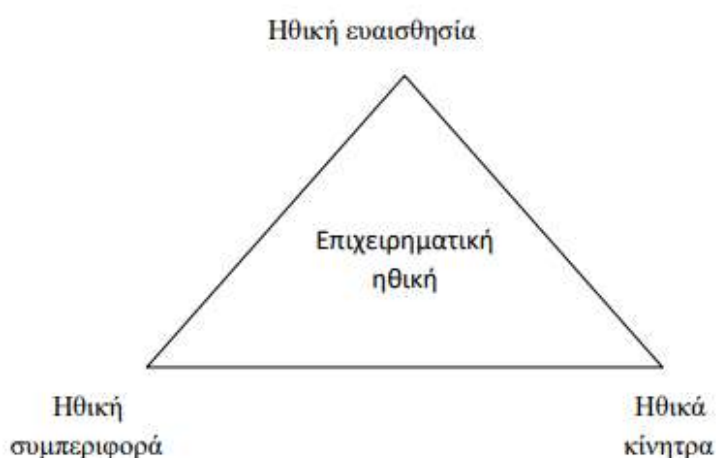 Ηθική ευαισθησία
Επιχειρηματική
ηθική
Ηθική
συμπεριφορά
Ηθικά
κίνητρα